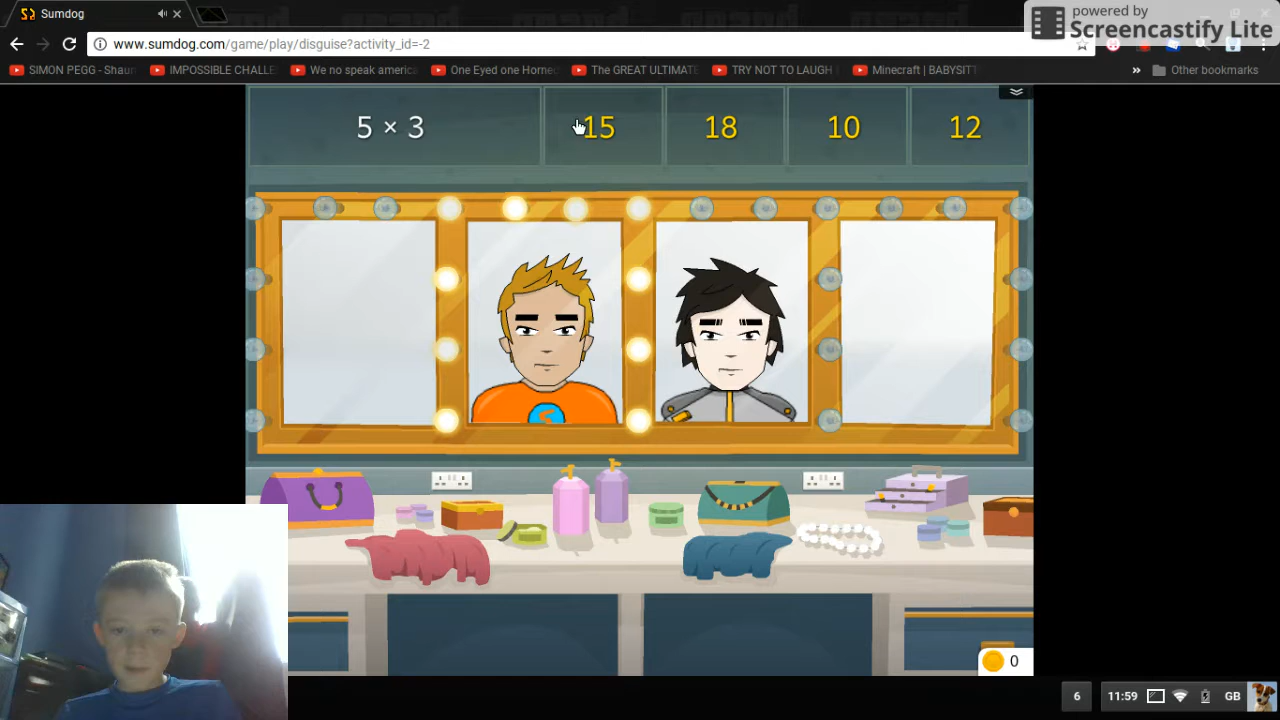 Sumdog
powered by
Screencastify Lite
www.sumdog.com/game/play/disguise?activity_id=-2
SIMON PEGG - Shaun
IMPOSSIBLE CHALLE
We no speak america
One Eyed one Horne
The GREAT ULTIMATE
TRY NOT TO LAUGH
Minecraft | BABYSIT
»
Other bookmarks
5 × 3
15
18
10
12
0
6
11:59
GB